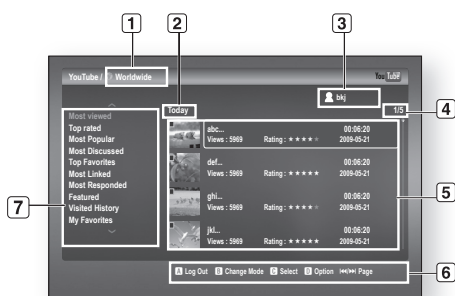 1
2
3
YouTube / Worldwide
You Tube
bkj
Today
1/5
4
Most viewed
Top rated
Most Popular
Most Discussed
Top Favorites
Most Linked
Most Responded
Featured
Visited History
My Favorites
7
abc... 00:06:20
Views : 5969 Rating : ★★★★★ 2009-05-21
def... 00:06:20
Views : 5969 Rating : ★★★★★ 2009-05-21
ghi... 00:06:20
Views : 5969 Rating : ★★★★★ 2009-05-21
jkl... 00:06:20
Views : 5969 Rating : ★★★★★ 2009-05-21
5
A Log Out B Change Mode C Select D Option Page
6